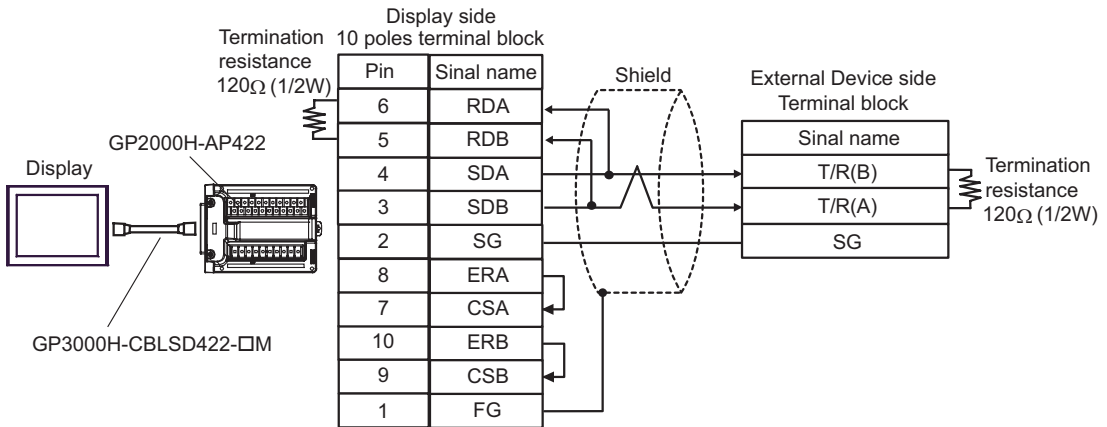 Display side
10 poles terminal block
Termination
resistance
120Ω (1/2W)
Pin Sinal name
6 RDA
5 RDB
4 SDA
3 SDB
2 SG
8 ERA
7 CSA
10 ERB
9 CSB
1 FG
Shield
External Device side
Terminal block
Sinal name
T/R(B)
T/R(A)
SG
Termination
resistance
120Ω (1/2W)
GP2000H-AP422
Display
GP3000H-CBLSD422-□M